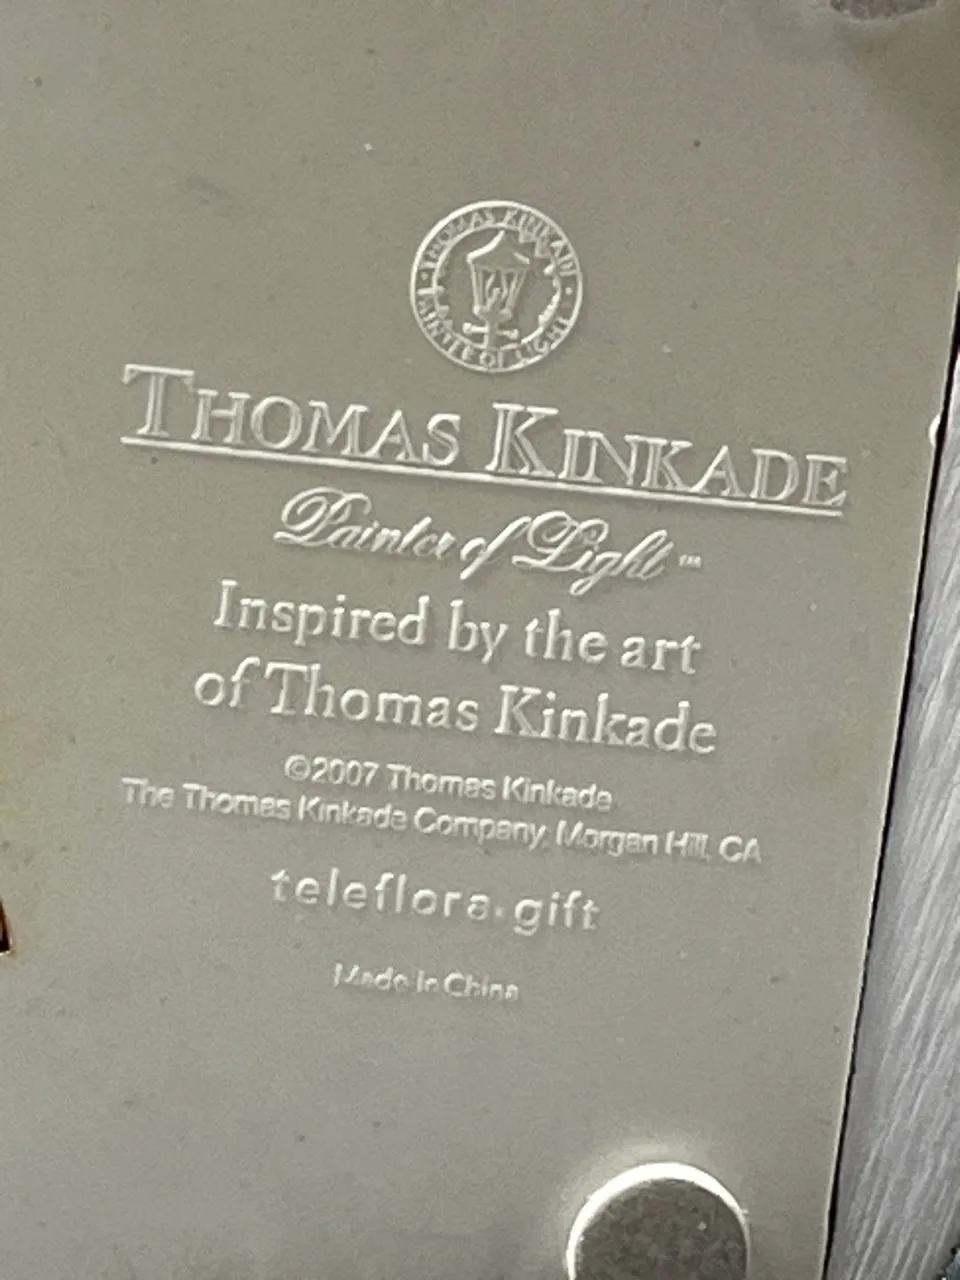 THOMAS KINKADE
PAINTER OF LIGHT
THOMAS KINKADE
Painter of Light™
Inspired by the art
of Thomas Kinkade
©2007 Thomas Kinkade
The Thomas Kinkade Company, Morgan Hill, CA
teleflora.gift
Made In China